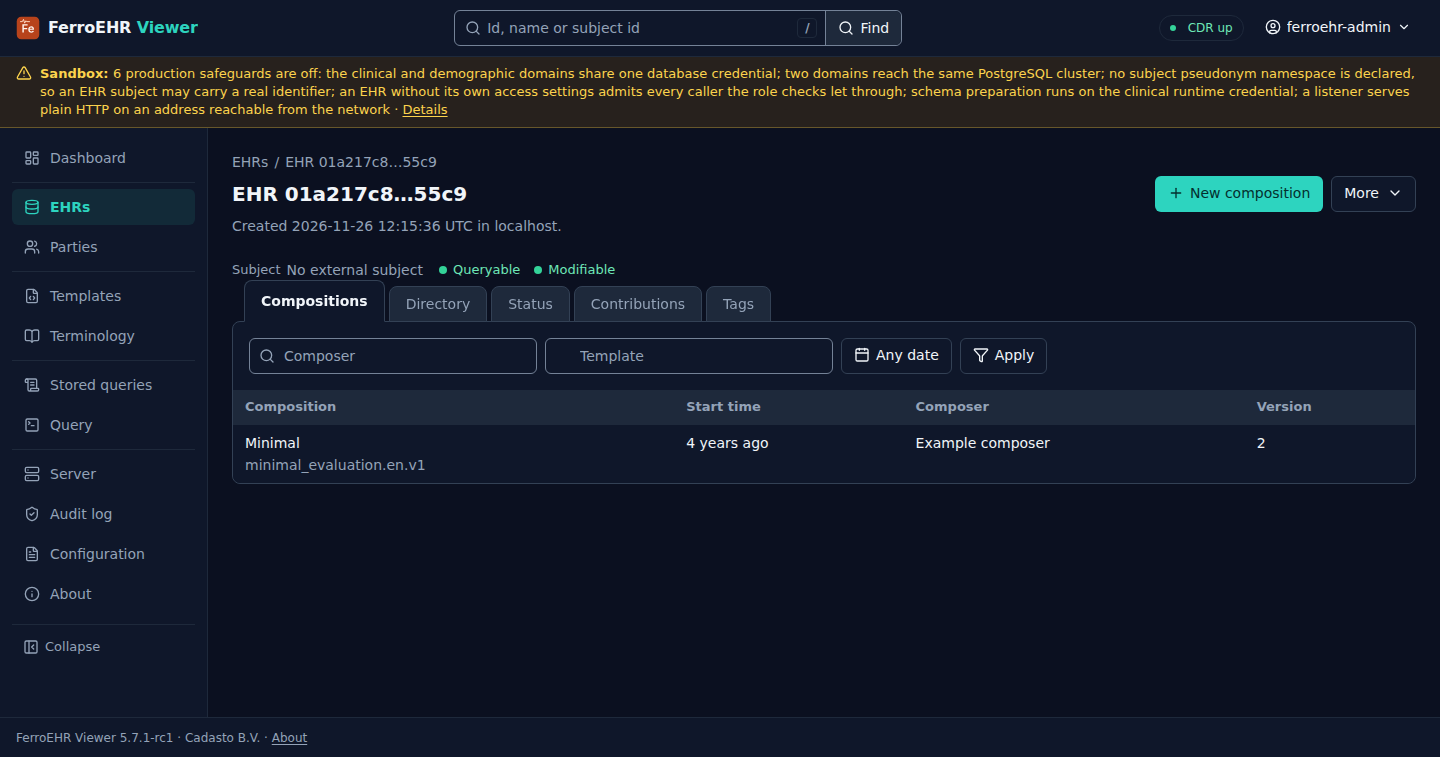 FerroEHR Viewer
Id, name or subject id
/
Find
CDR up
ferroehr-admin
Sandbox: 6 production safeguards are off: the clinical and demographic domains share one database credential; two domains reach the same PostgreSQL cluster; no subject pseudonym namespace is declared,
so an EHR subject may carry a real identifier; an EHR without its own access settings admits every caller the role checks let through; schema preparation runs on the clinical runtime credential; a listener serves
plain HTTP on an address reachable from the network · Details
Dashboard
EHRs
Parties
Templates
Terminology
Stored queries
Query
Server
Audit log
Configuration
About
Collapse
EHRs / EHR 01a217c8…55c9
EHR 01a217c8…55c9
New composition
More
Created 2026-11-26 12:15:36 UTC in localhost.
Subject No external subject Queryable Modifiable
Compositions Directory Status Contributions Tags
Composer Template Any date Apply
Composition Start time Composer Version
Minimal 4 years ago Example composer 2
minimal_evaluation.en.v1
FerroEHR Viewer 5.7.1-rc1 · Cadasto B.V. · About